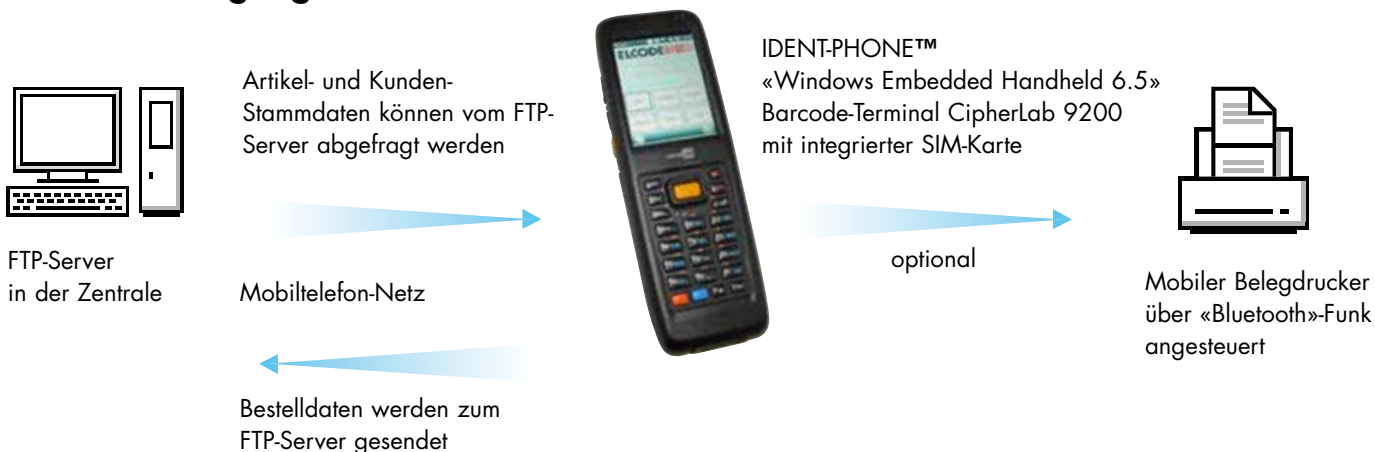 Artikel- und Kunden-
Stammdaten können vom FTP-
Server abgefragt werden
IDENT-PHONE™
«Windows Embedded Handheld 6.5»
Barcode-Terminal CipherLab 9200
mit integrierter SIM-Karte
ELCODE
FTP-Server
in der Zentrale
Mobiltelefon-Netz
optional
Mobiler Belegdrucker
über «Bluetooth»-Funk
angesteuert
Bestelldaten werden zum
FTP-Server gesendet